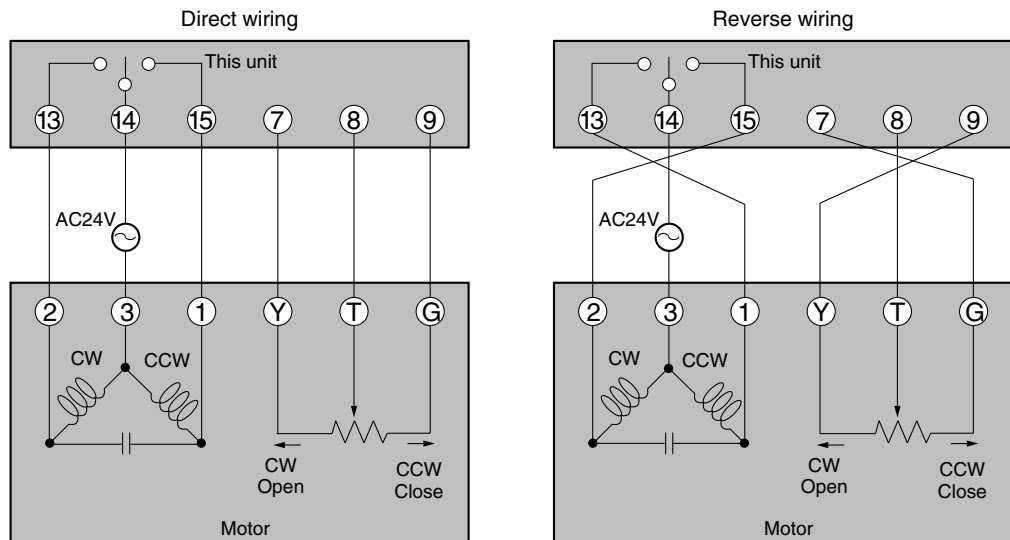 Direct wiring
This unit
13 14 15 7 8 9
AC24V
2 3 1 Y T G
CW CCW
CW
Open
CCW
Close
Motor
Reverse wiring
This unit
13 14 15 7 8 9
AC24V
2 3 1 Y T G
CW CCW
CW
Open
CCW
Close
Motor